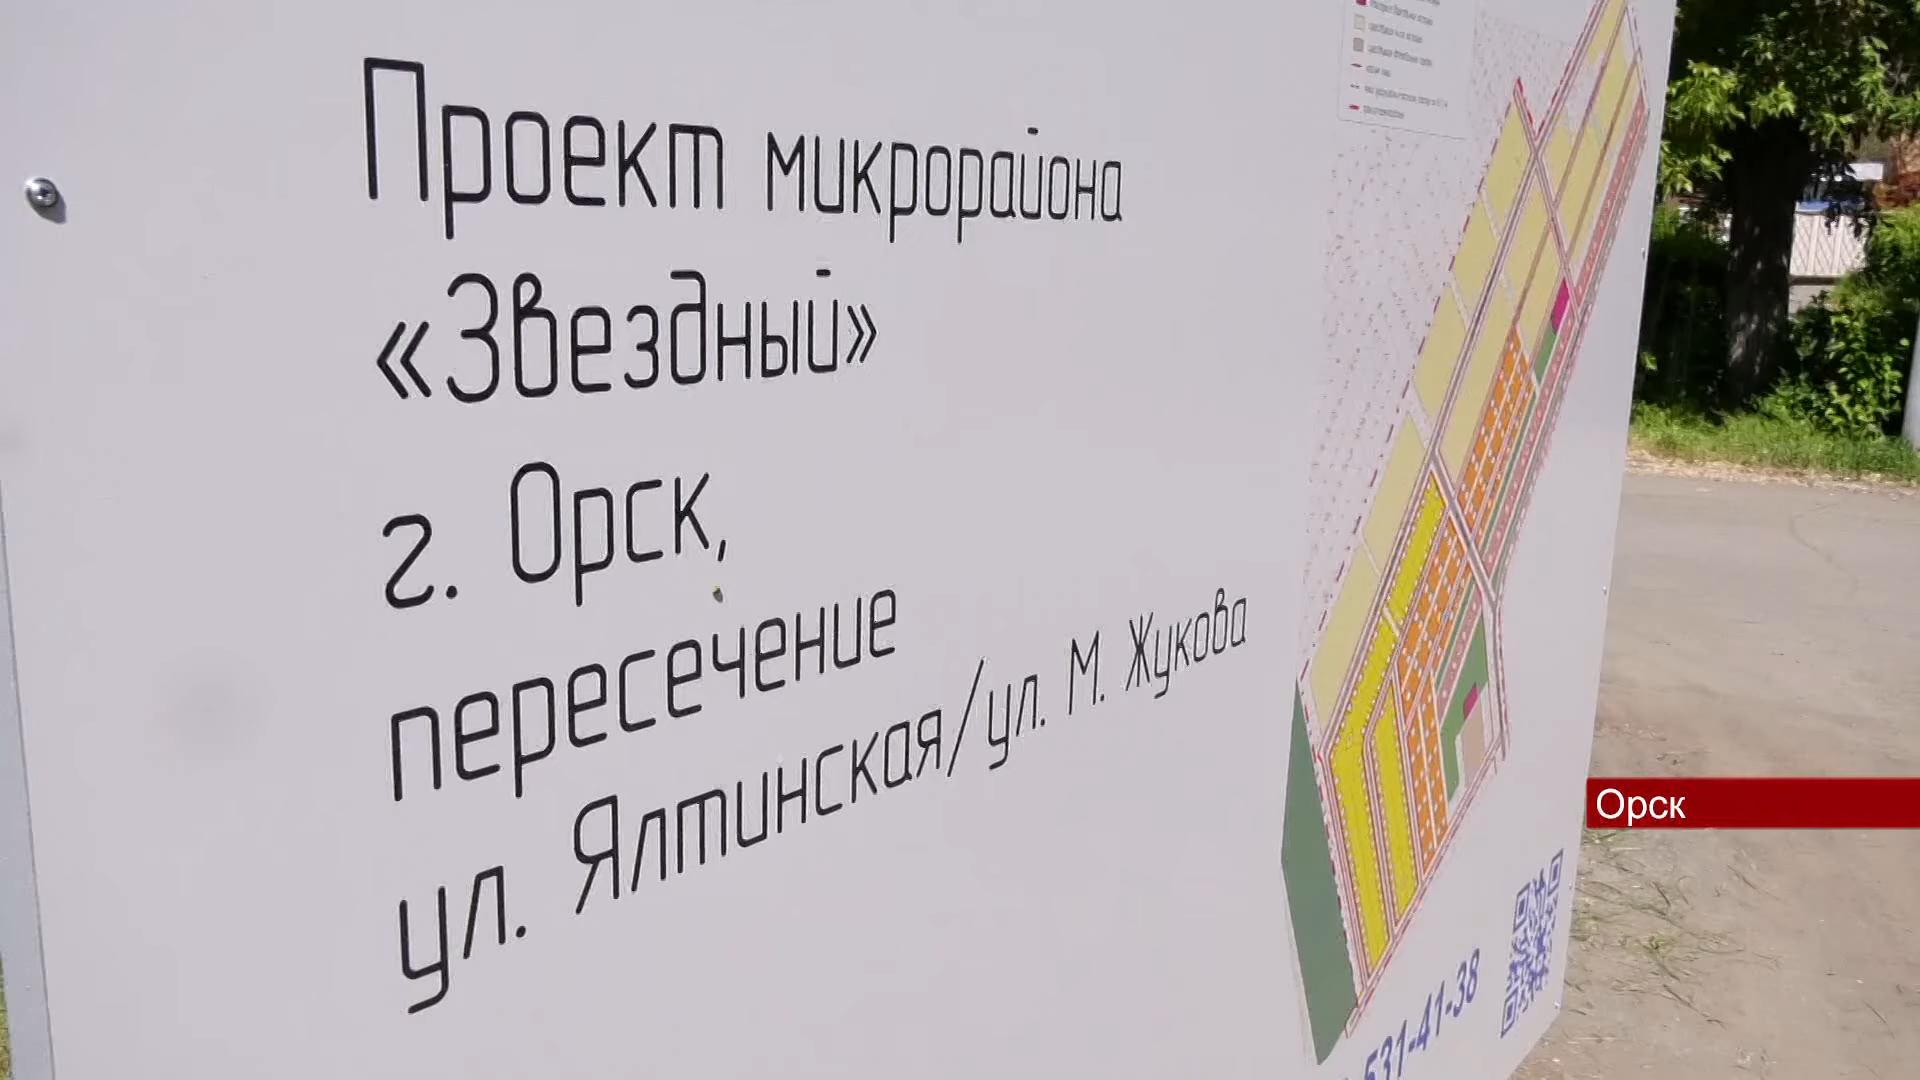 Проект микрорайона
«Звездный»
г. Орск,
пересечение
ул. Ялтинская/ул. М. Жукова
531-41-38
Орск